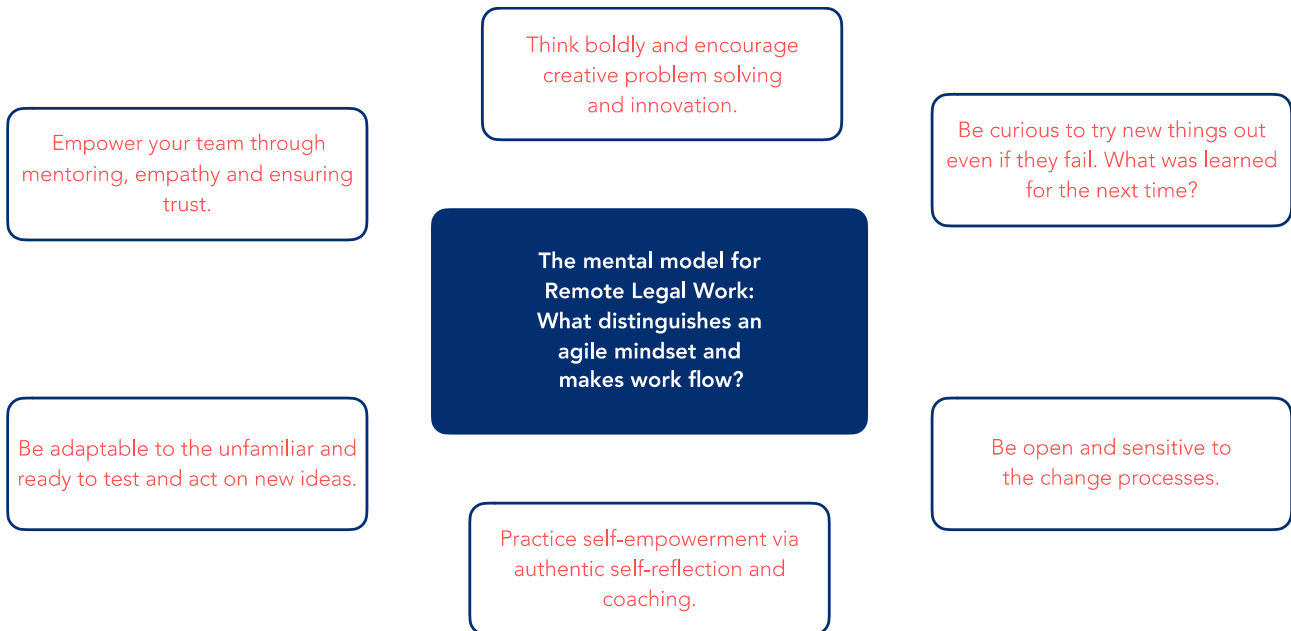 Think boldly and encourage
creative problem solving
and innovation.
Empower your team through
mentoring, empathy and ensuring
trust.
Be curious to try new things out
even if they fail. What was learned
for the next time?
The mental model for
Remote Legal Work:
What distinguishes an
agile mindset and
makes work flow?
Be adaptable to the unfamiliar and
ready to test and act on new ideas.
Be open and sensitive to
the change processes.
Practice self-empowerment via
authentic self-reflection and
coaching.